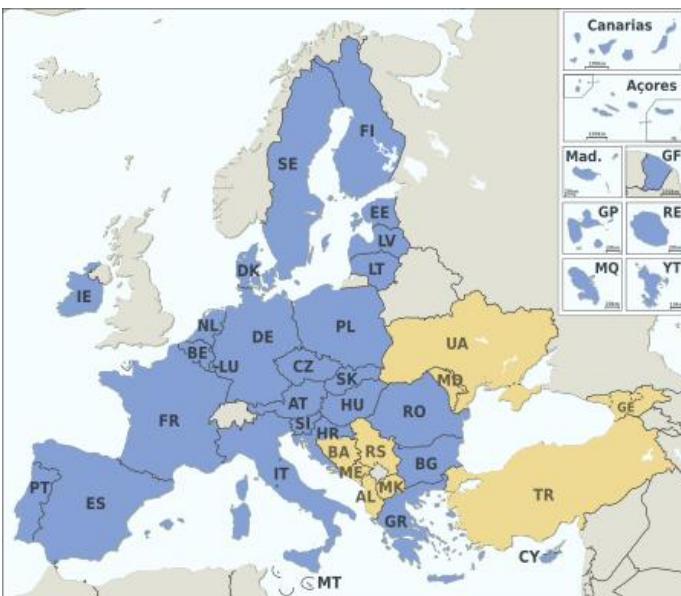 Canarias
Açores
Mad.
GF
GP
RE
MQ
YT
FI
SE
EE
LV
LT
DK
IE
NL
DE
PL
BE
LU
CZ
UA
SK
MD
FR
AT
HU
RO
SI
HR
GE
BA
RS
IT
ME
BG
PT
ES
AL
MK
TR
GR
CY
MT